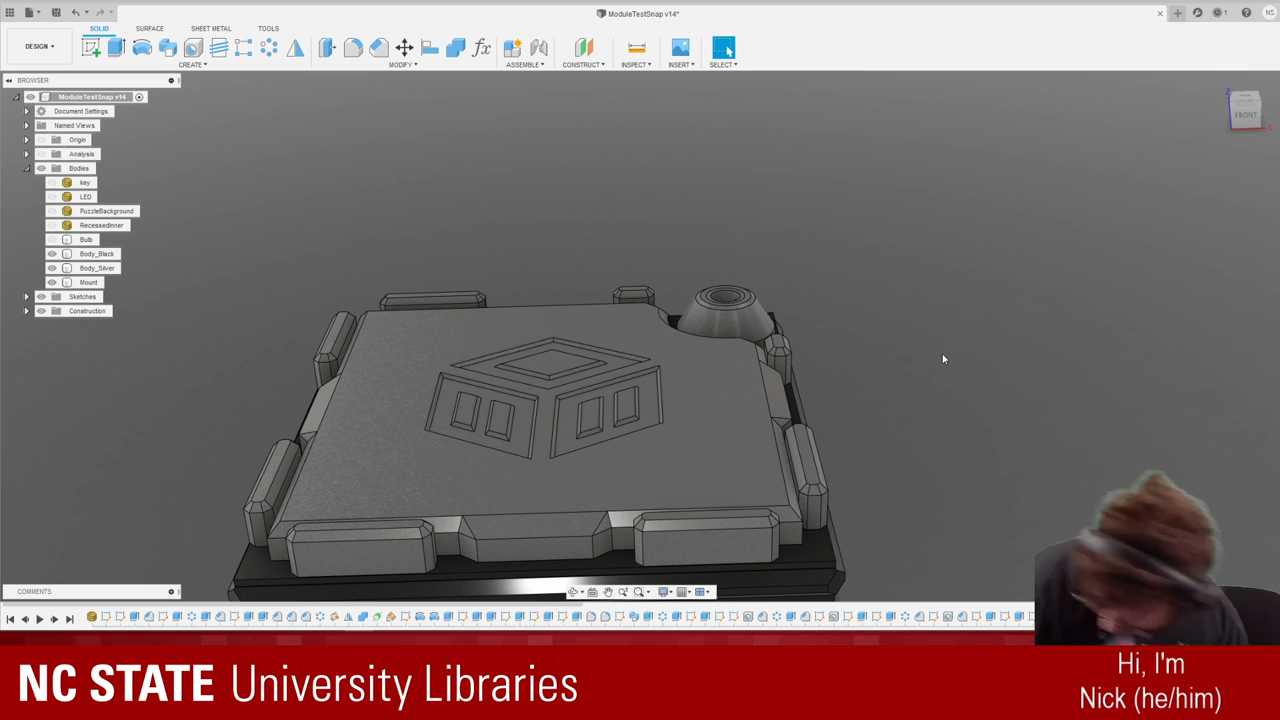 ModuleTestSnap v14*
NS
SOLID SURFACE SHEET METAL TOOLS
DESIGN
CREATE MODIFY ASSEMBLE CONSTRUCT INSPECT INSERT SELECT
fx
BROWSER
ModuleTestSnap v14
Document Settings
Named Views
Origin
Analysis
Bodies
key
LED
PuzzleBackground
RecessedInner
Bulb
Body_Black
Body_Silver
Mount
Sketches
Construction
Z
FRONT
X
COMMENTS
NC STATE University Libraries
Hi, I'm
Nick (he/him)